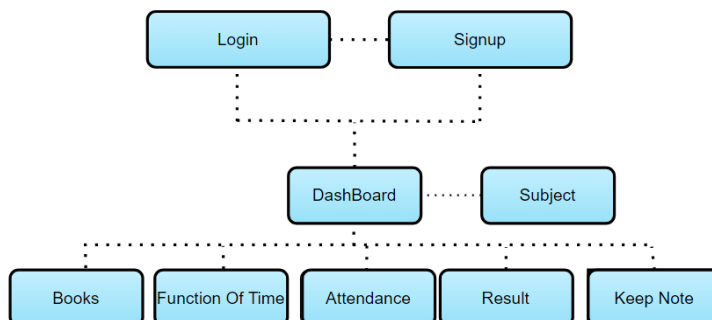 Login
Signup
DashBoard
Subject
Books
Function Of Time
Attendance
Result
Keep Note